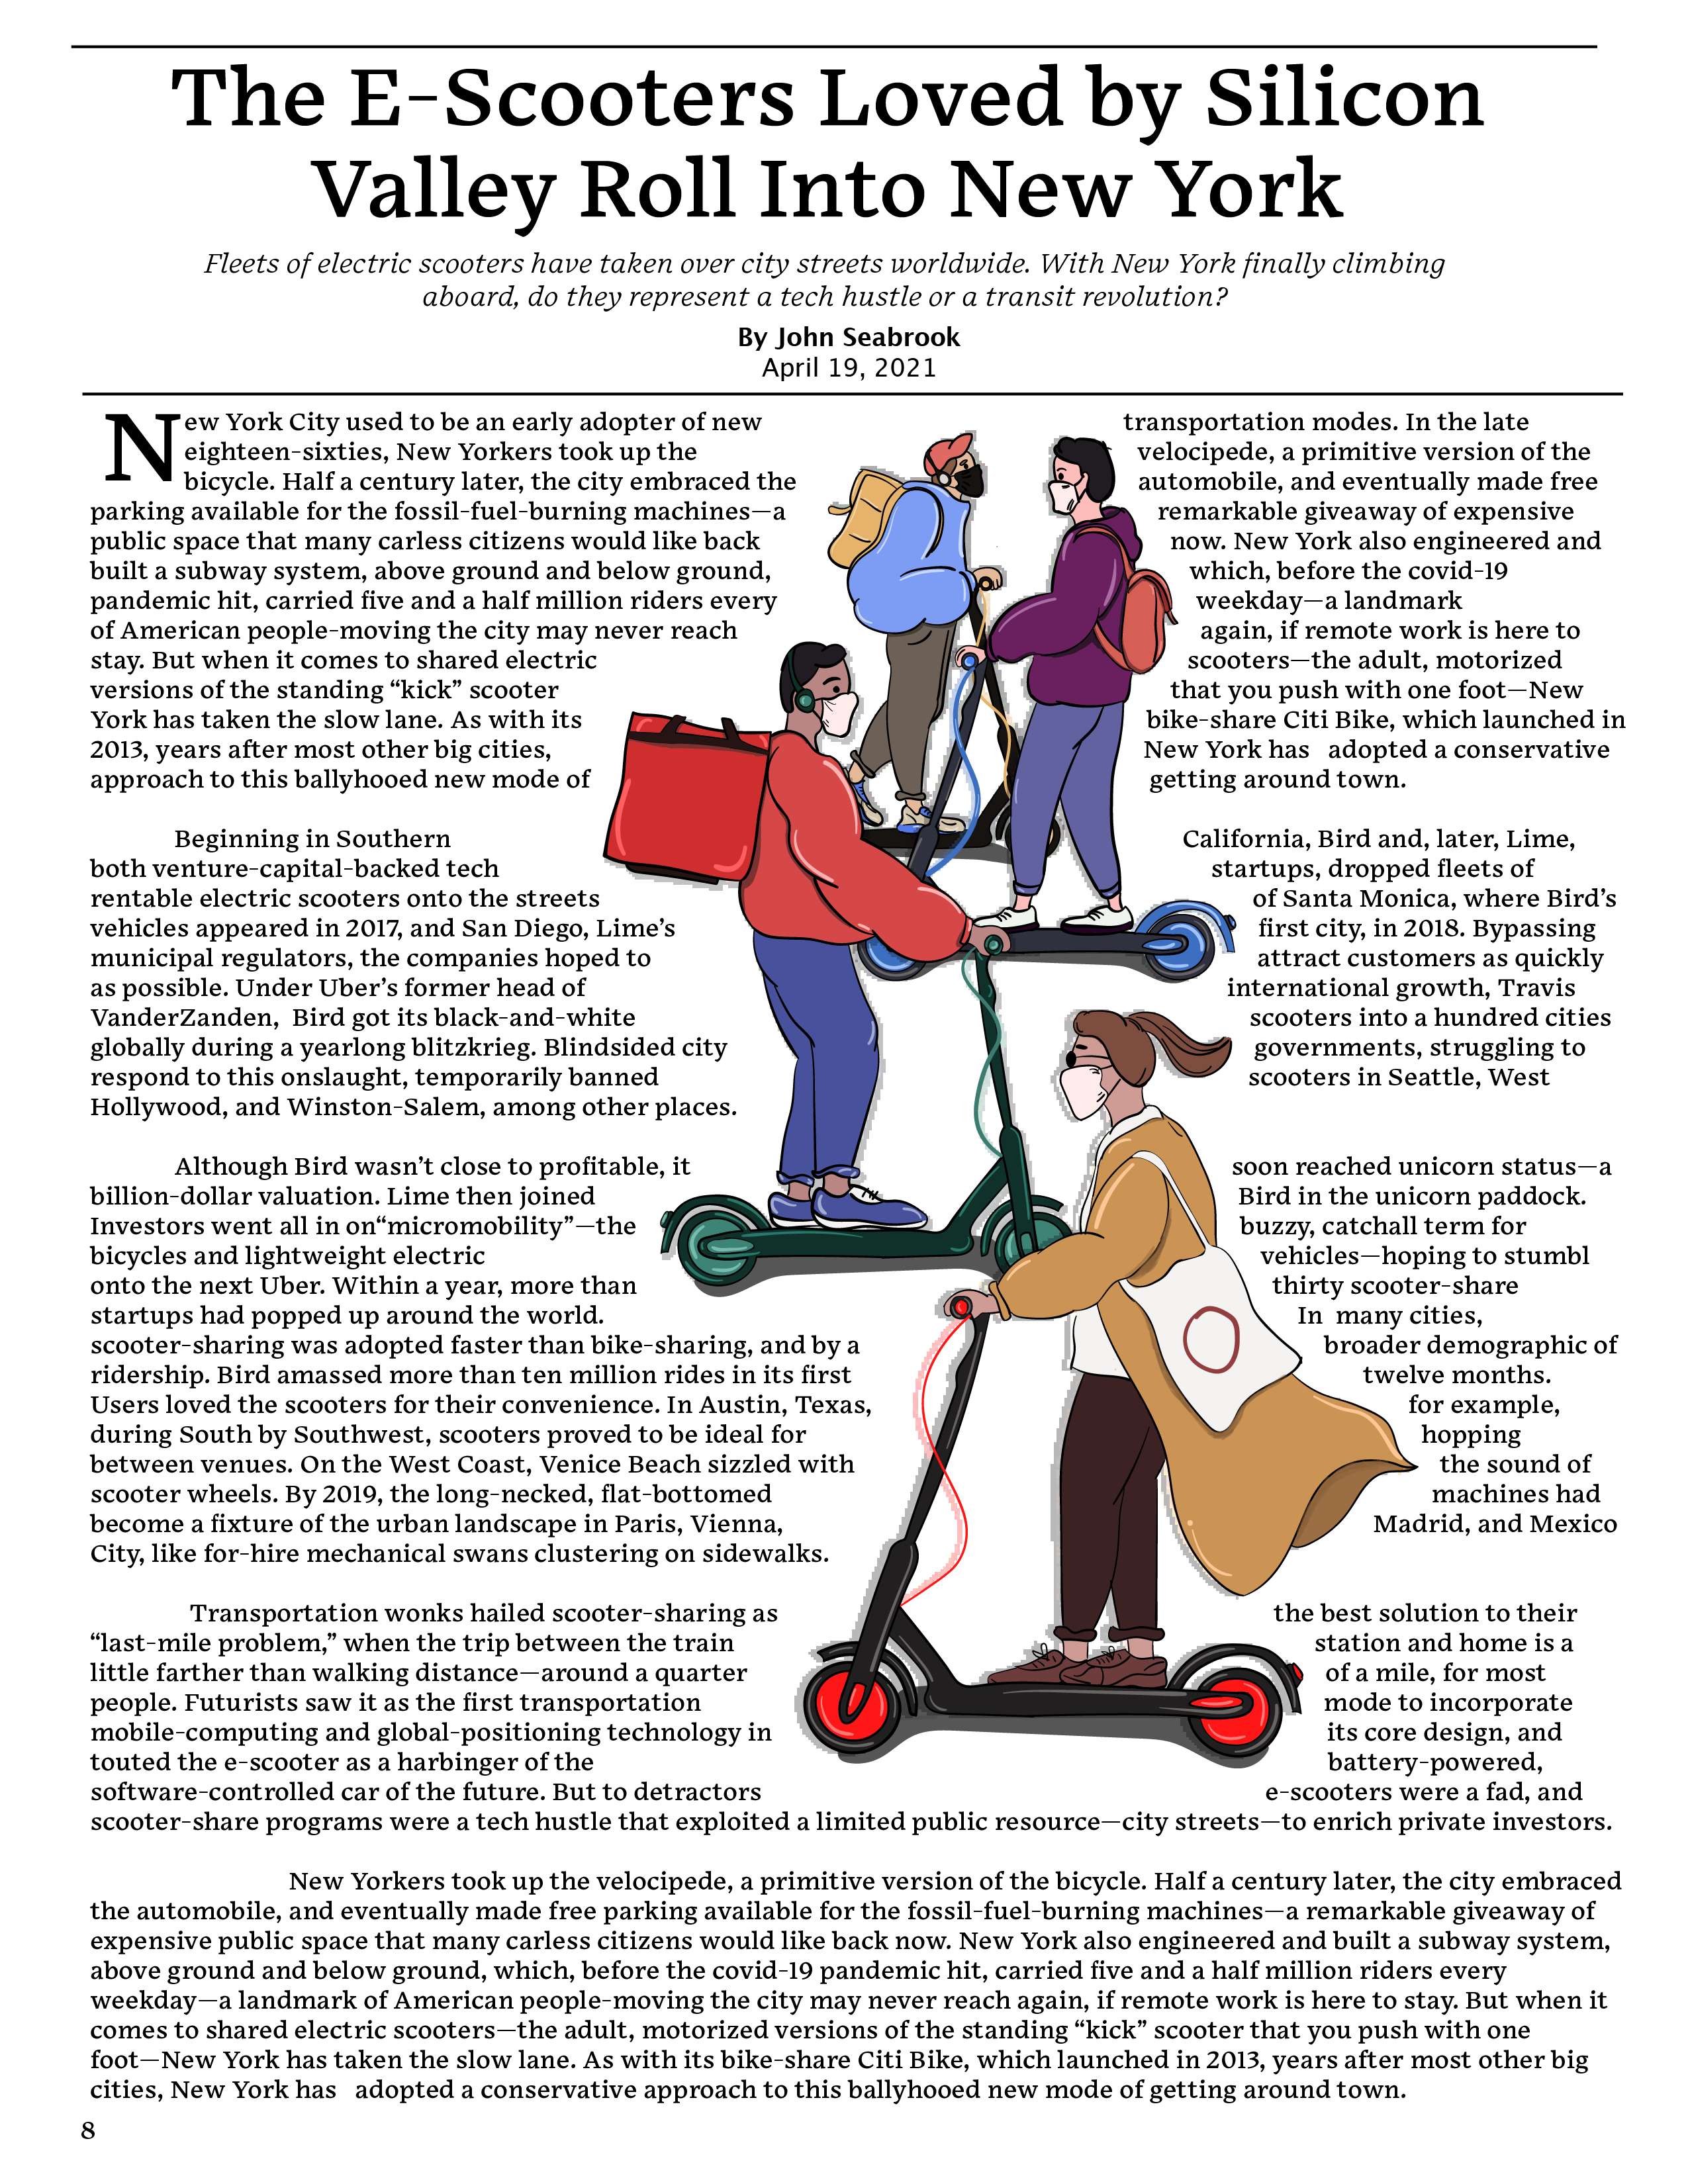 The E-Scooters Loved by Silicon
Valley Roll Into New York
Fleets of electric scooters have taken over city streets worldwide. With New York finally climbing
aboard, do they represent a tech hustle or a transit revolution?
By John Seabrook
April 19, 2021
New York City used to be an early adopter of new transportation modes. In the late
eighteen-sixties, New Yorkers took up the velocipede, a primitive version of the
bicycle. Half a century later, the city embraced the automobile, and eventually made free
parking available for the fossil-fuel-burning machines—a remarkable giveaway of expensive
public space that many carless citizens would like back now. New York also engineered and
built a subway system, above ground and below ground, which, before the covid-19
pandemic hit, carried five and a half million riders every weekday—a landmark
of American people-moving the city may never reach again, if remote work is here to
stay. But when it comes to shared electric scooters—the adult, motorized
versions of the standing “kick” scooter that you push with one foot—New
York has taken the slow lane. As with its bike-share Citi Bike, which launched in
2013, years after most other big cities, New York has adopted a conservative
approach to this ballyhooed new mode of getting around town.
Beginning in Southern California, Bird and, later, Lime,
both venture-capital-backed tech startups, dropped fleets of
rentable electric scooters onto the streets of Santa Monica, where Bird’s
vehicles appeared in 2017, and San Diego, Lime’s first city, in 2018. Bypassing
municipal regulators, the companies hoped to attract customers as quickly
as possible. Under Uber’s former head of international growth, Travis
VanderZanden, Bird got its black-and-white scooters into a hundred cities
globally during a yearlong blitzkrieg. Blindsided city governments, struggling to
respond to this onslaught, temporarily banned scooters in Seattle, West
Hollywood, and Winston-Salem, among other places.
Although Bird wasn’t close to profitable, it soon reached unicorn status—a
billion-dollar valuation. Lime then joined Bird in the unicorn paddock.
Investors went all in on“micromobility”—the buzzy, catchall term for
bicycles and lightweight electric vehicles—hoping to stumbl
onto the next Uber. Within a year, more than thirty scooter-share
startups had popped up around the world. In many cities,
scooter-sharing was adopted faster than bike-sharing, and by a broader demographic of
ridership. Bird amassed more than ten million rides in its first twelve months.
Users loved the scooters for their convenience. In Austin, Texas, for example,
during South by Southwest, scooters proved to be ideal for hopping
between venues. On the West Coast, Venice Beach sizzled with the sound of
scooter wheels. By 2019, the long-necked, flat-bottomed machines had
become a fixture of the urban landscape in Paris, Vienna, Madrid, and Mexico
City, like for-hire mechanical swans clustering on sidewalks.
Transportation wonks hailed scooter-sharing as the best solution to their
“last-mile problem,” when the trip between the train station and home is a
little farther than walking distance—around a quarter of a mile, for most
people. Futurists saw it as the first transportation mode to incorporate
mobile-computing and global-positioning technology in its core design, and
touted the e-scooter as a harbinger of the battery-powered,
software-controlled car of the future. But to detractors e-scooters were a fad, and
scooter-share programs were a tech hustle that exploited a limited public resource—city streets—to enrich private investors.
New Yorkers took up the velocipede, a primitive version of the bicycle. Half a century later, the city embraced
the automobile, and eventually made free parking available for the fossil-fuel-burning machines—a remarkable giveaway of
expensive public space that many carless citizens would like back now. New York also engineered and built a subway system,
above ground and below ground, which, before the covid-19 pandemic hit, carried five and a half million riders every
weekday—a landmark of American people-moving the city may never reach again, if remote work is here to stay. But when it
comes to shared electric scooters—the adult, motorized versions of the standing “kick” scooter that you push with one
foot—New York has taken the slow lane. As with its bike-share Citi Bike, which launched in 2013, years after most other big
cities, New York has adopted a conservative approach to this ballyhooed new mode of getting around town.
8